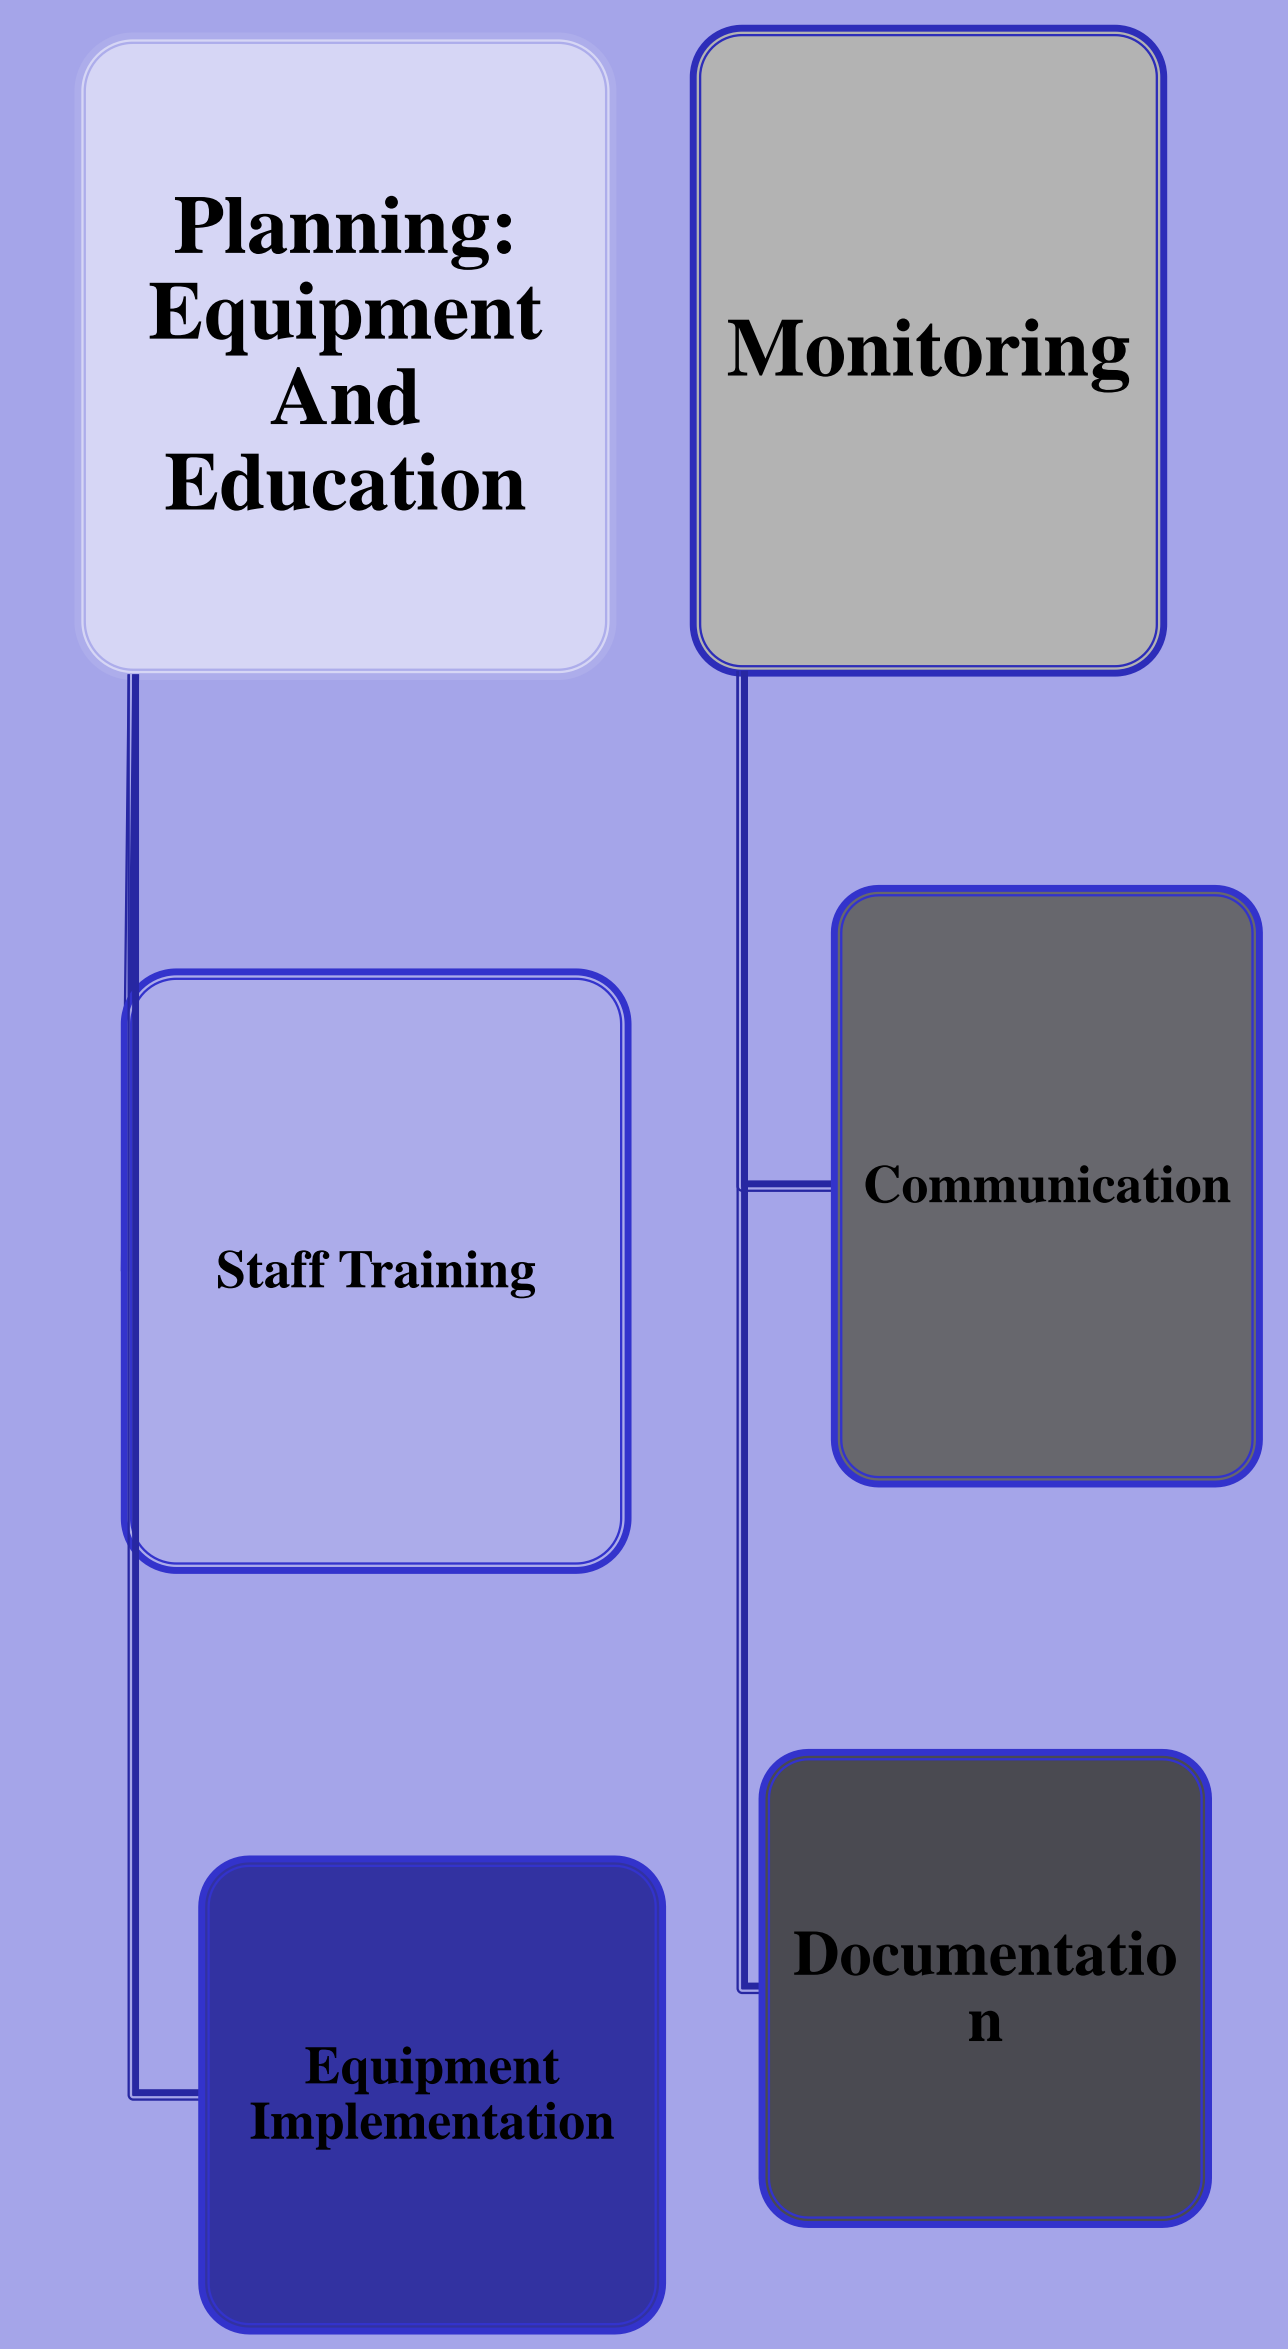 Planning:
Equipment
And
Education
Staff Training
Equipment
Implementation
Monitoring
Communication
Documentatio
n